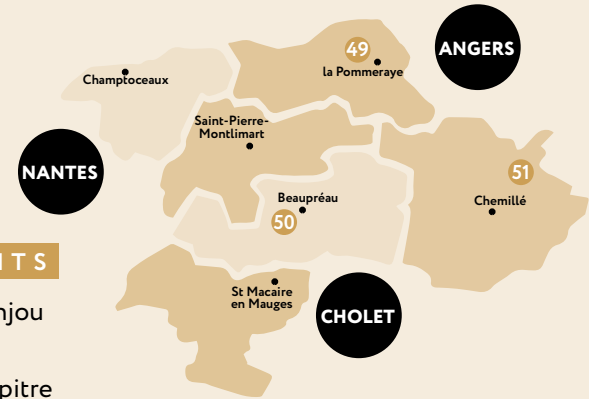 49
ANGERS
la Pommeraye
Champtoceaux
Saint-Pierre-
Montlimart
NANTES
51
Beaupréau
Chemillé
50
ITS
njou
St Macaire
en Mauges
CHOLET
pitre